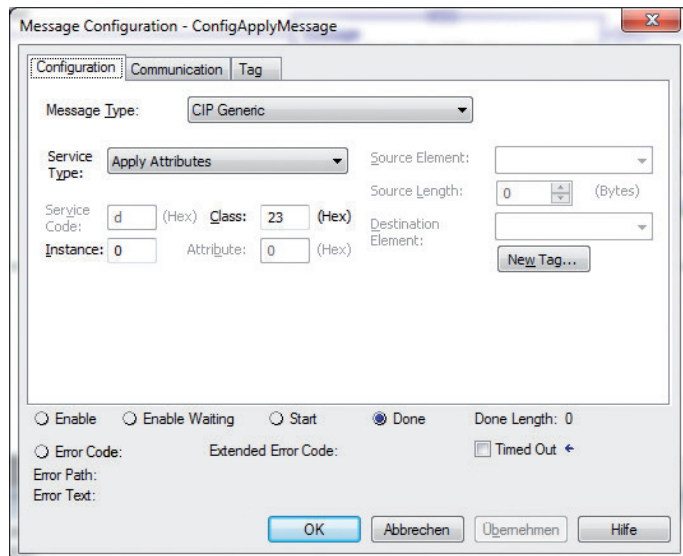 Message Configuration - ConfigApplyMessage
Configuration Communication Tag
Message Type: CIP Generic
Service Type: Apply Attributes Source Element:
Source Length: 0 (Bytes)
Service Code: d (Hex) Class: 23 (Hex) Destination Element:
Instance: 0 Attribute: 0 (Hex) New Tag...
Enable Enable Waiting Start Done Done Length: 0
Error Code: Extended Error Code: Timed Out
Error Path:
Error Text:
OK Abbrechen Übernehmen Hilfe